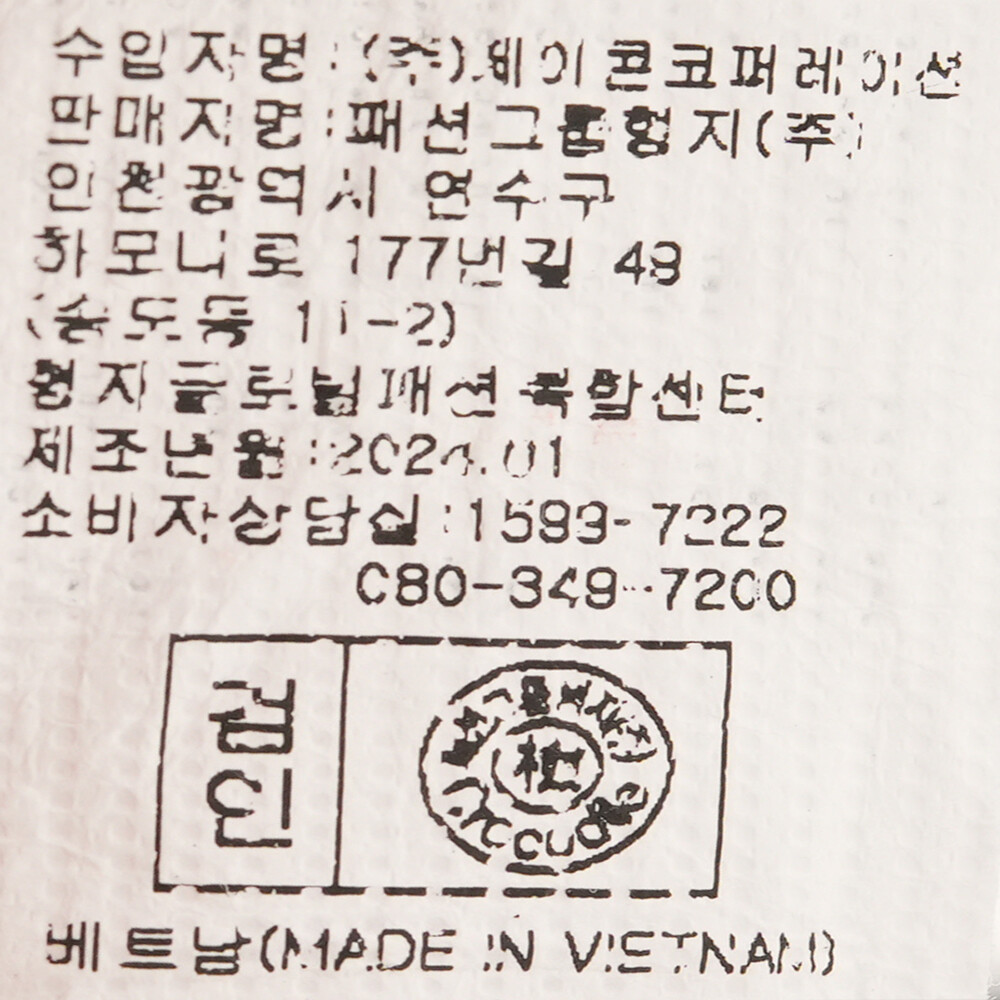 수입자명:(주)베이콘코퍼레이션
판매자명:패션그룹형지(주)
인천광역시 연수구
하모니로 177번길 49
(송도동 11-2)
형지글로벌패션복합센터
제조년월:2024.01
소비자상담실:1599-7222
080-349-7200
검인
베트남(MADE IN VIETNAM)